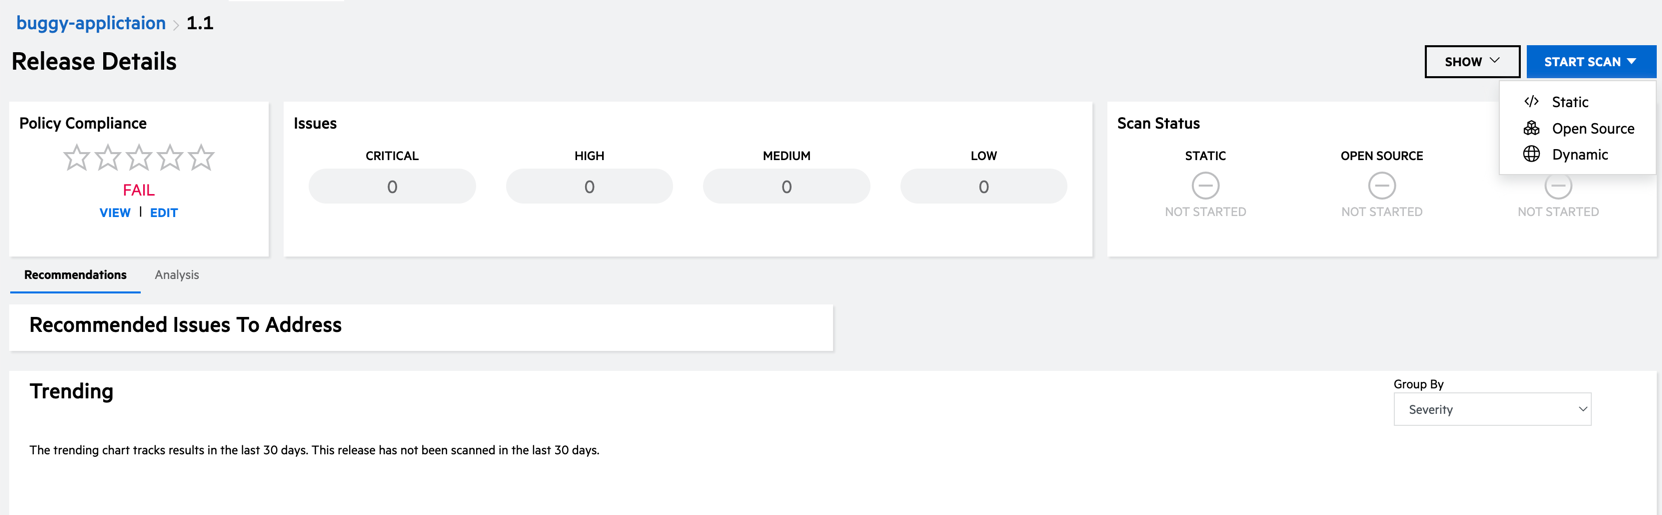 buggy-applictaion > 1.1
Release Details
SHOW
START SCAN
Static
Open Source
Dynamic
Policy Compliance
FAIL
VIEW | EDIT
Issues
CRITICAL HIGH MEDIUM LOW
0 0 0 0
Scan Status
STATIC OPEN SOURCE
NOT STARTED NOT STARTED NOT STARTED
Recommendations Analysis
Recommended Issues To Address
Trending
Group By
Severity
The trending chart tracks results in the last 30 days. This release has not been scanned in the last 30 days.